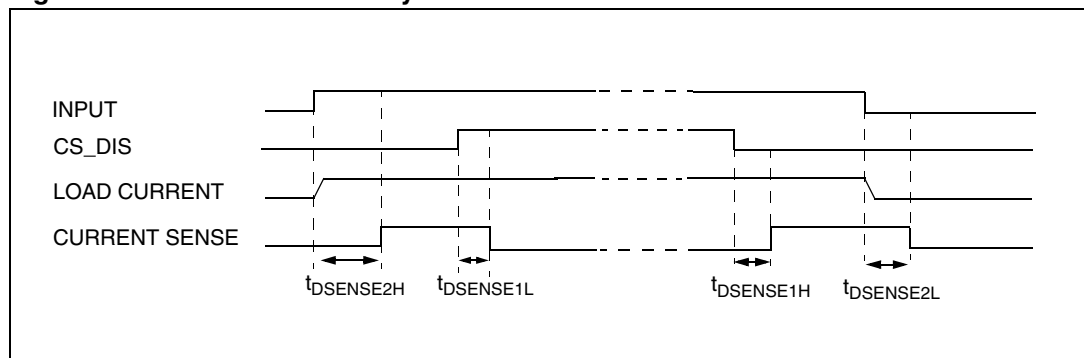 INPUT
CS_DIS
LOAD CURRENT
CURRENT SENSE
tDSENSE2H tDSENSE1L tDSENSE1H tDSENSE2L